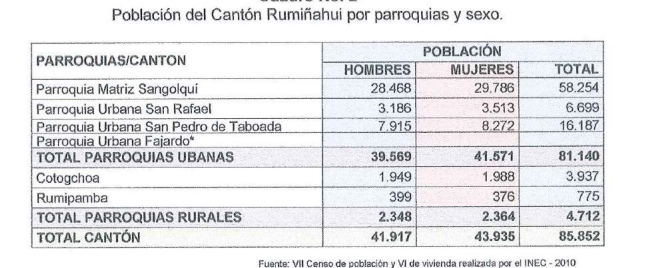 Población del Cantón Rumiñahui por parroquias y sexo.
PARROQUIAS/CANTON POBLACIÓN
HOMBRES MUJERES TOTAL
Parroquia Matriz Sangolquí 28.468 29.786 58.254
Parroquia Urbana San Rafael 3.186 3.513 6.699
Parroquia Urbana San Pedro de Taboada 7.915 8.272 16.187
Parroquia Urbana Fajardo*
TOTAL PARROQUIAS UBANAS 39.569 41.571 81.140
Cotogchoa 1.949 1.988 3.937
Rumipamba 399 376 775
TOTAL PARROQUIAS RURALES 2.348 2.364 4.712
TOTAL CANTÓN 41.917 43.935 85.852
Fuente: VII Censo de población y VI de vivienda realizada por el INEC - 2010